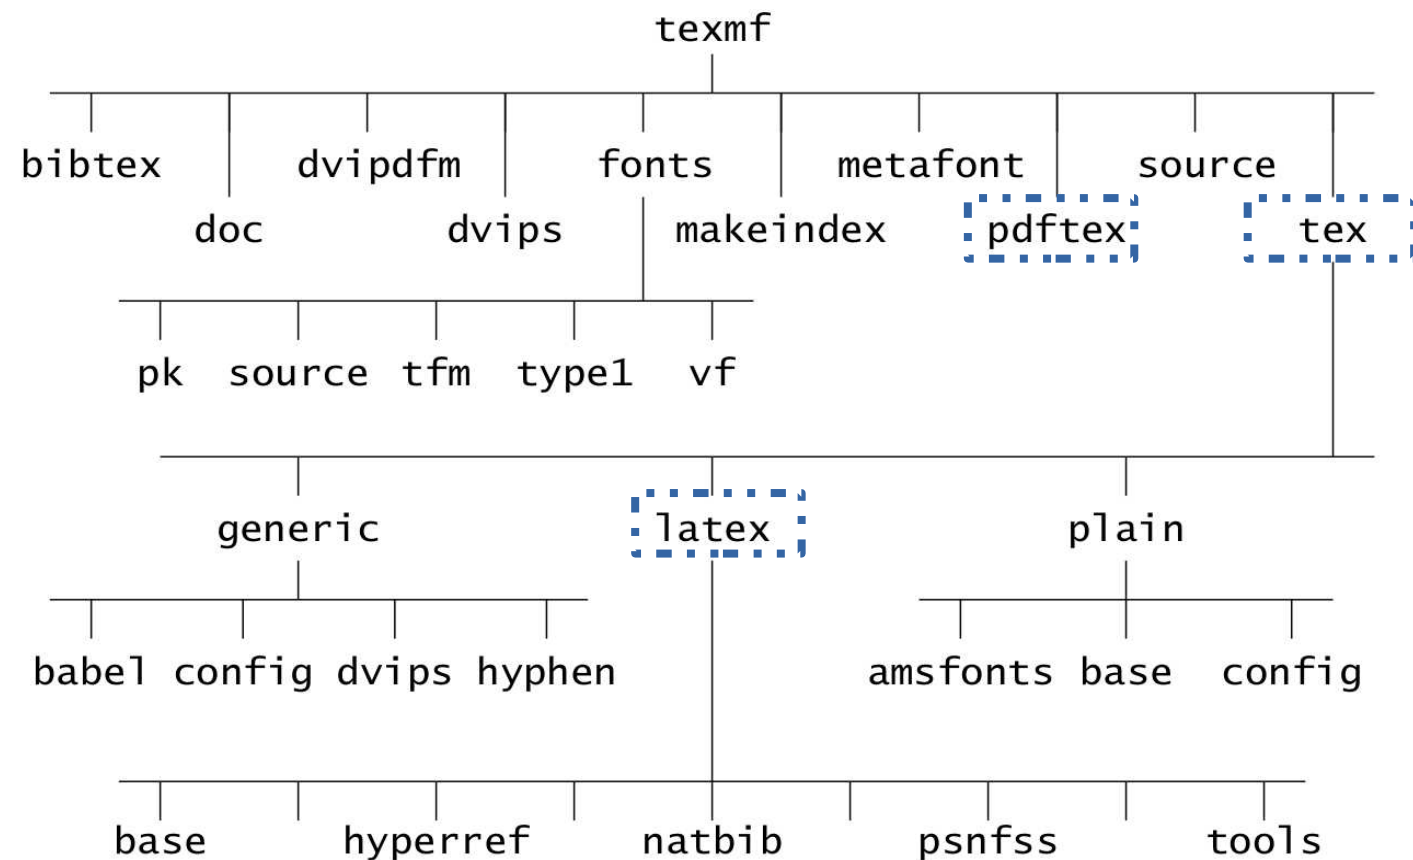 texmf
bibtex dvipdfm fonts metafont source
doc dvips makeindex pdftex tex
pk source tfm type1 vf
generic latex plain
babel config dvips hyphen amsfonts base config
base hyperref natbib psnfss tools